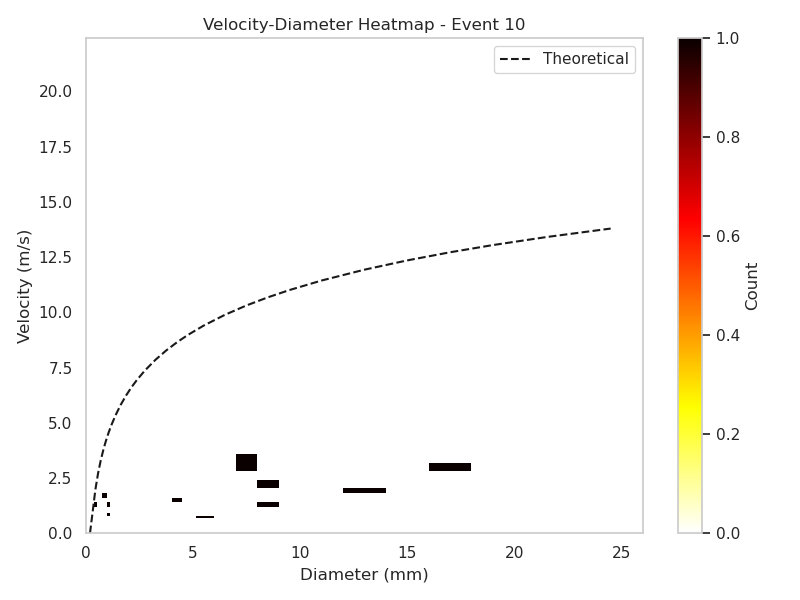 Velocity-Diameter Heatmap - Event 10
Theoretical
Velocity (m/s)
20.0
17.5
15.0
12.5
10.0
7.5
5.0
2.5
0.0
0 5 10 15 20 25
Diameter (mm)
1.0
0.8
0.6
0.4
0.2
0.0
Count